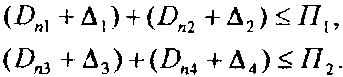 (D_{n1} + Δ_1) + (D_{n2} + Δ_2) ≤ П_1,
(D_{n3} + Δ_3) + (D_{n4} + Δ_4) ≤ П_2.